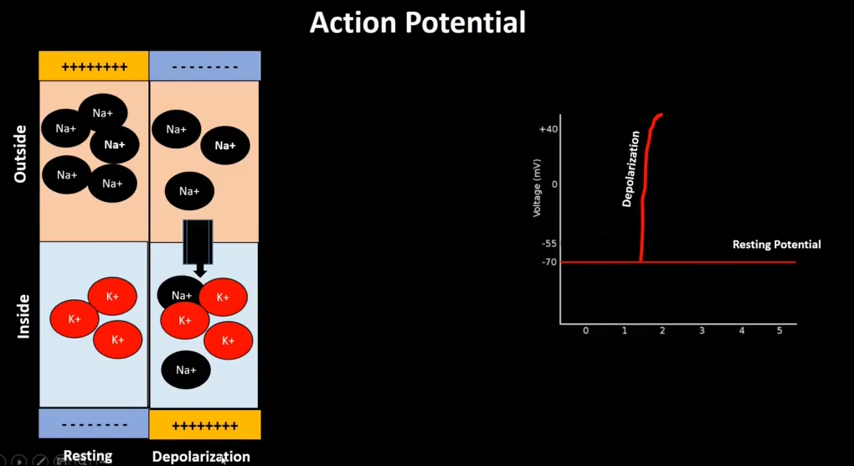 Action Potential
++++++++
- - - - - - - -
Outside
Na+
Na+
Na+
Na+
Na+
Na+
Na+
Na+
Inside
K+
K+
K+
Na+
K+
K+
K+
Na+
- - - - - - - -
++++++++
Resting
Depolarization
Voltage (mV)
+40
0
-55
-70
Depolarization
Resting Potential
0 1 2 3 4 5